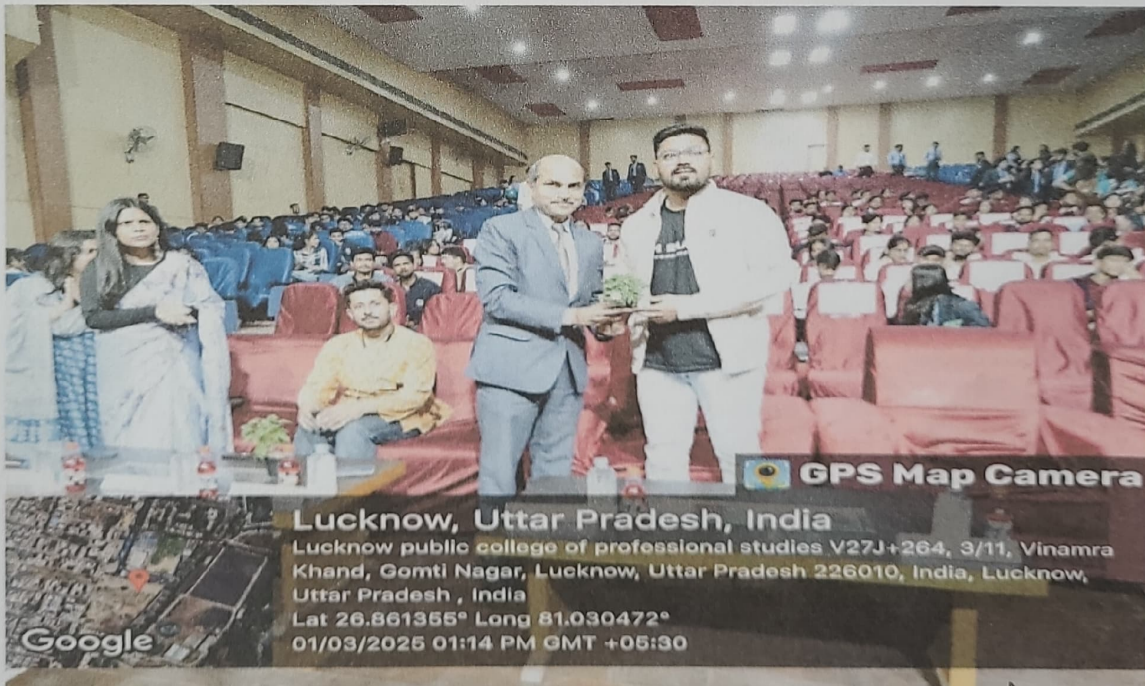 GPS Map Camera
Lucknow, Uttar Pradesh, India
Lucknow public college of professional studies V27J+264, 3/11, Vinamra
Khand, Gomti Nagar, Lucknow, Uttar Pradesh 226010, India, Lucknow,
Uttar Pradesh , India
Lat 26.861355° Long 81.030472°
01/03/2025 01:14 PM GMT +05:30
Google